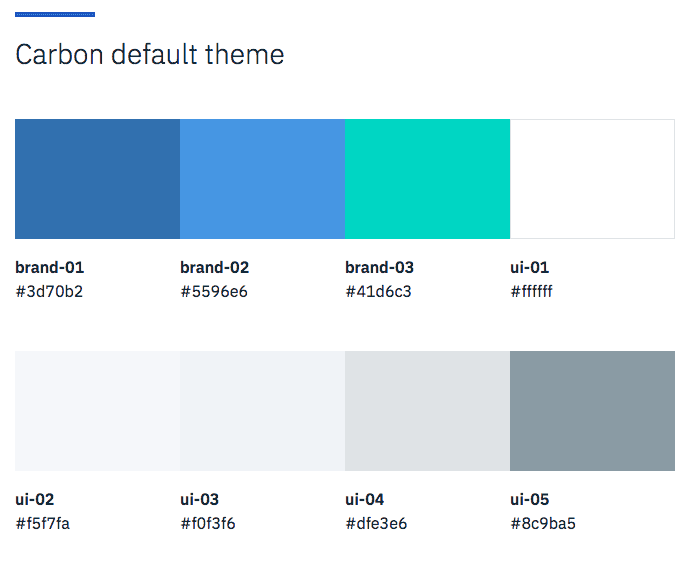 Carbon default theme
brand-01 brand-02 brand-03 ui-01
#3d70b2 #5596e6 #41d6c3 #ffffff
ui-02 ui-03 ui-04 ui-05
#f5f7fa #f0f3f6 #dfe3e6 #8c9ba5